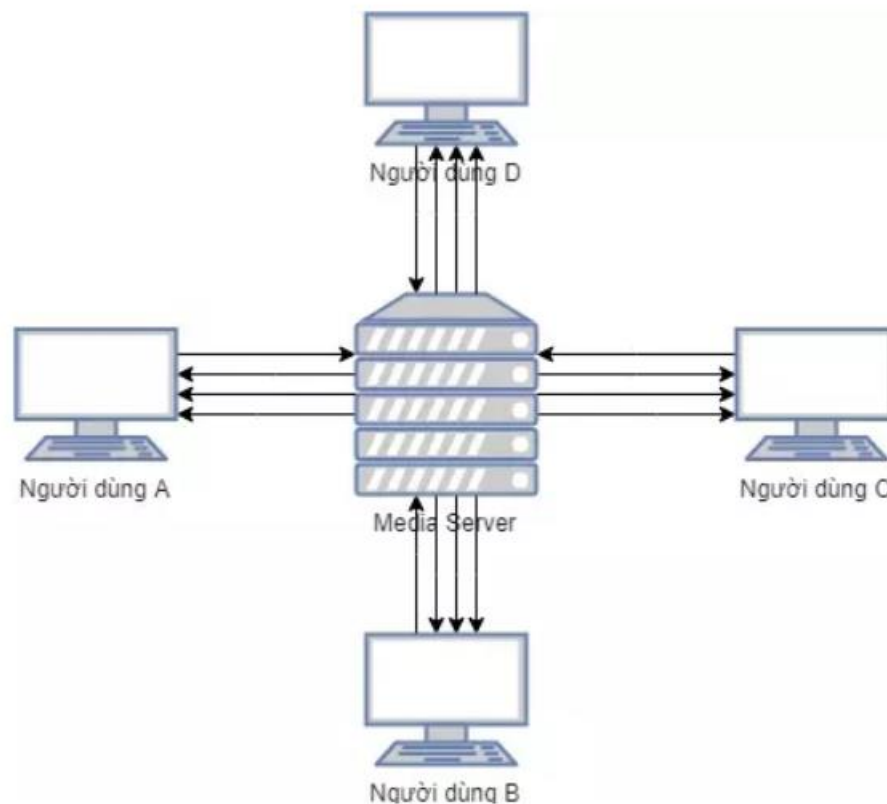 Người dùng D
Người dùng A
Người dùng C
Media Server
Người dùng B